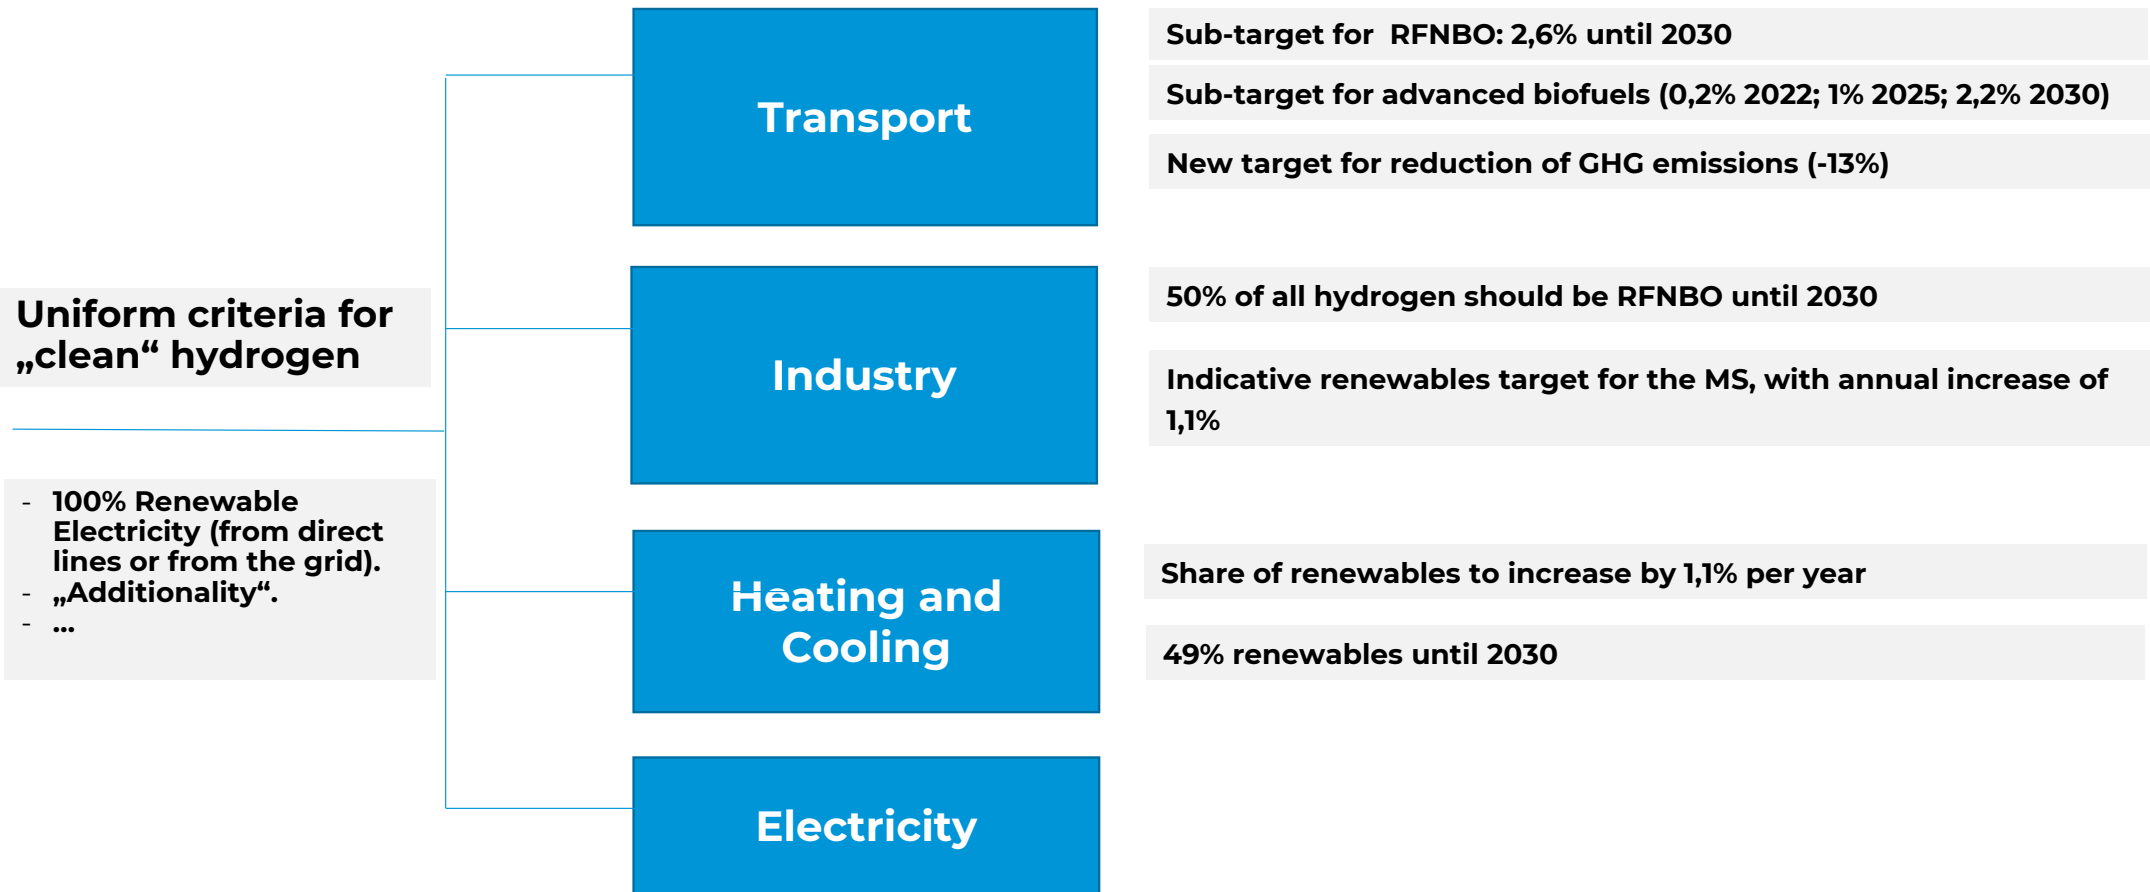 Uniform criteria for
„clean“ hydrogen
- 100% Renewable
Electricity (from direct
lines or from the grid).
- „Additionality“.
- ...
Transport
Sub-target for RFNBO: 2,6% until 2030
Sub-target for advanced biofuels (0,2% 2022; 1% 2025; 2,2% 2030)
New target for reduction of GHG emissions (-13%)
Industry
50% of all hydrogen should be RFNBO until 2030
Indicative renewables target for the MS, with annual increase of
1,1%
Heating and
Cooling
Share of renewables to increase by 1,1% per year
49% renewables until 2030
Electricity